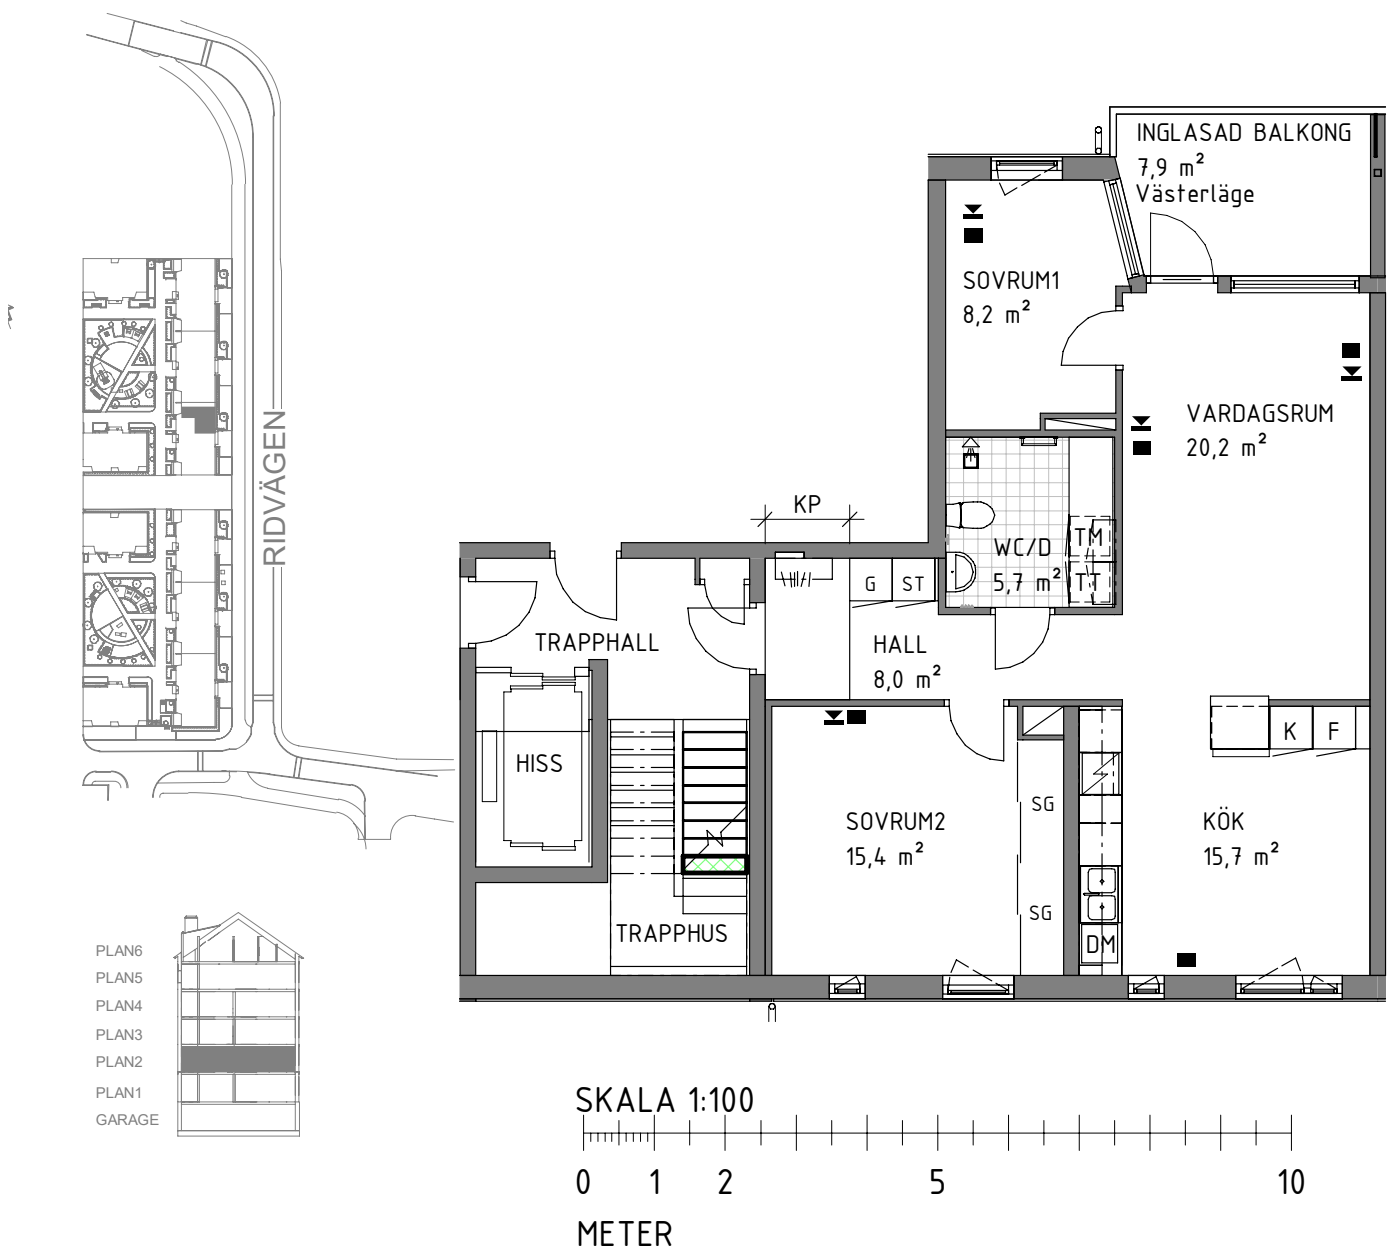 INGLASAD BALKONG
7,9 m²
Västerläge
SOVRUM1
8,2 m²
VARDAGSRUM
20,2 m²
KP
WC/D
5,7 m²
TM
TT
G
ST
TRAPPHALL
HALL
8,0 m²
HISS
K
F
SG
SOVRUM2
15,4 m²
KÖK
15,7 m²
SG
TRAPPHUS
DM
RIDVÄGEN
PLAN6
PLAN5
PLAN4
PLAN3
PLAN2
PLAN1
GARAGE
SKALA 1:100
0 1 2 5 10
METER